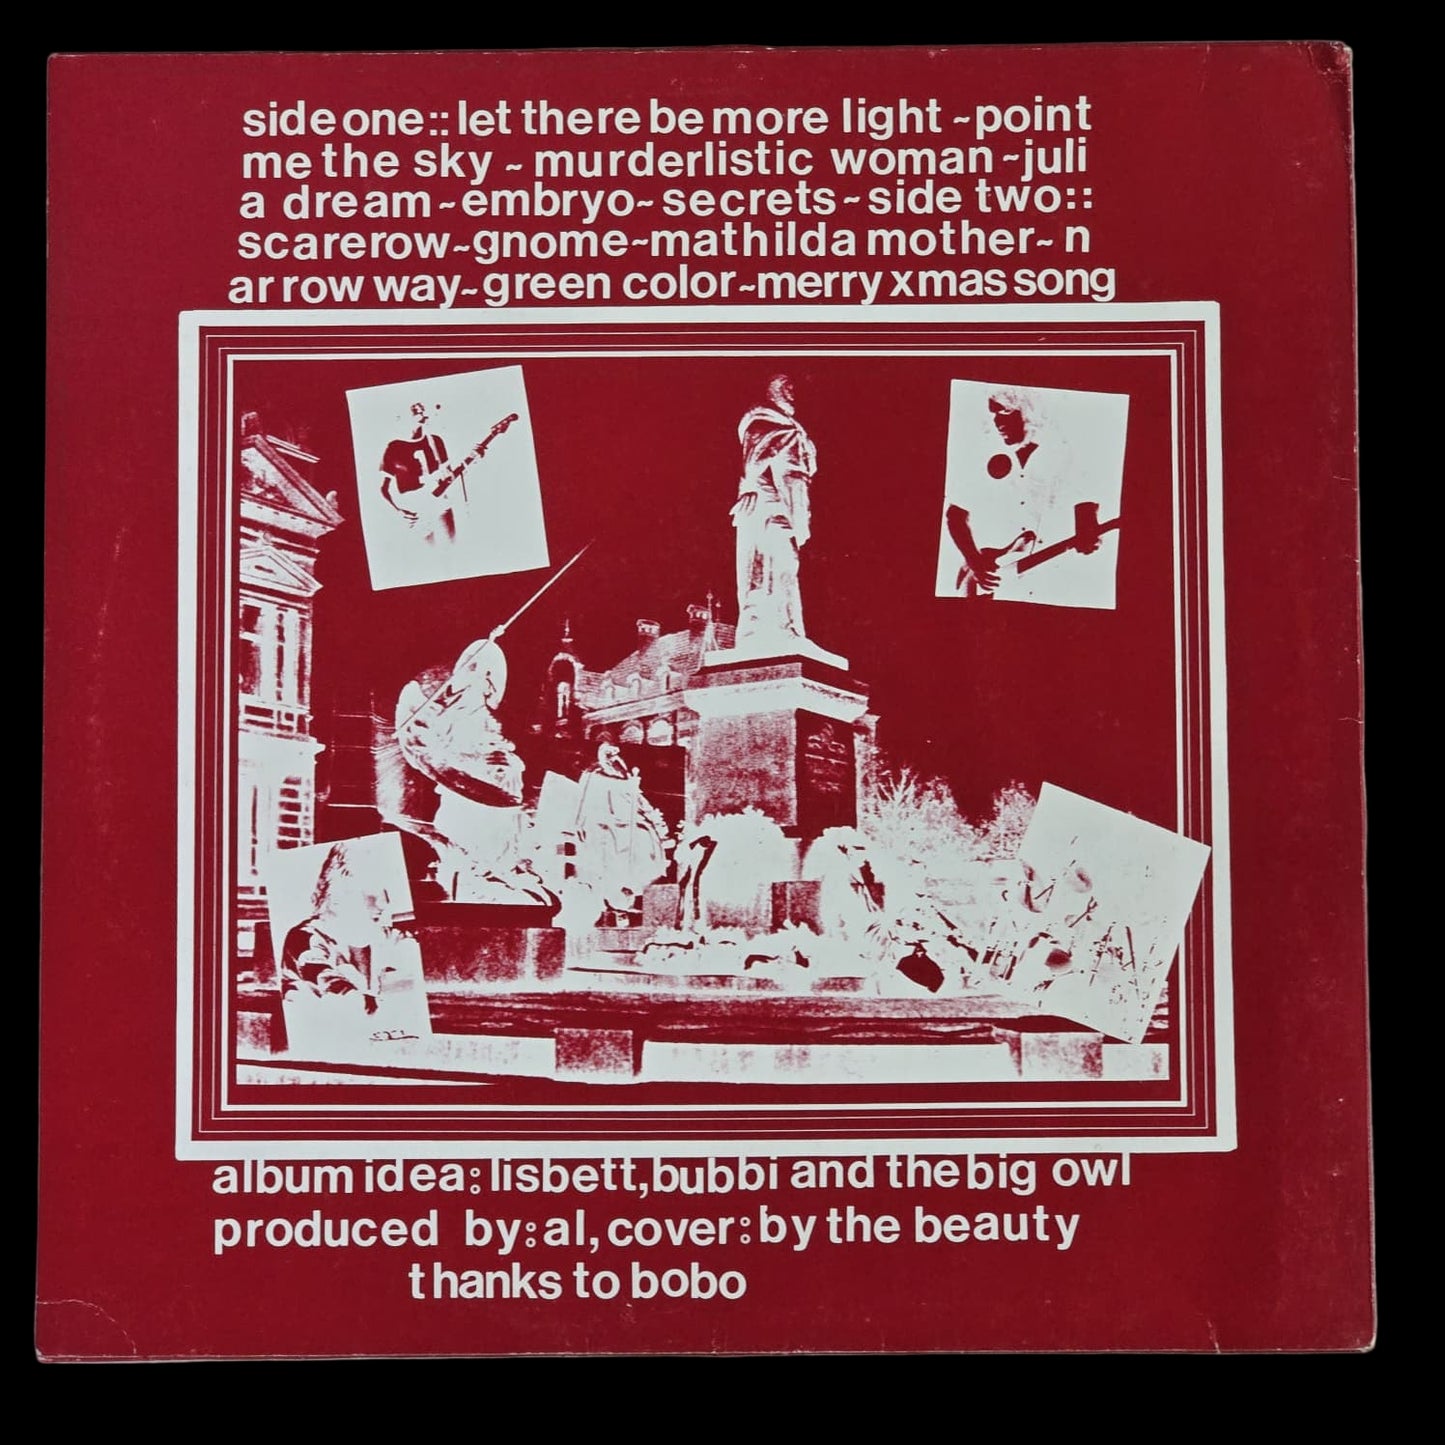 side one:: let there be more light ~ point
me the sky ~ murderlistic woman ~ juli
a dream ~ embryo ~ secrets ~ side two::
scarerow ~ gnome ~ mathilda mother ~ n
arrow way ~ green color ~ merry xmas song
album idea: lisbett, bubbi and the big owl
produced by: al, cover: by the beauty
thanks to bobo